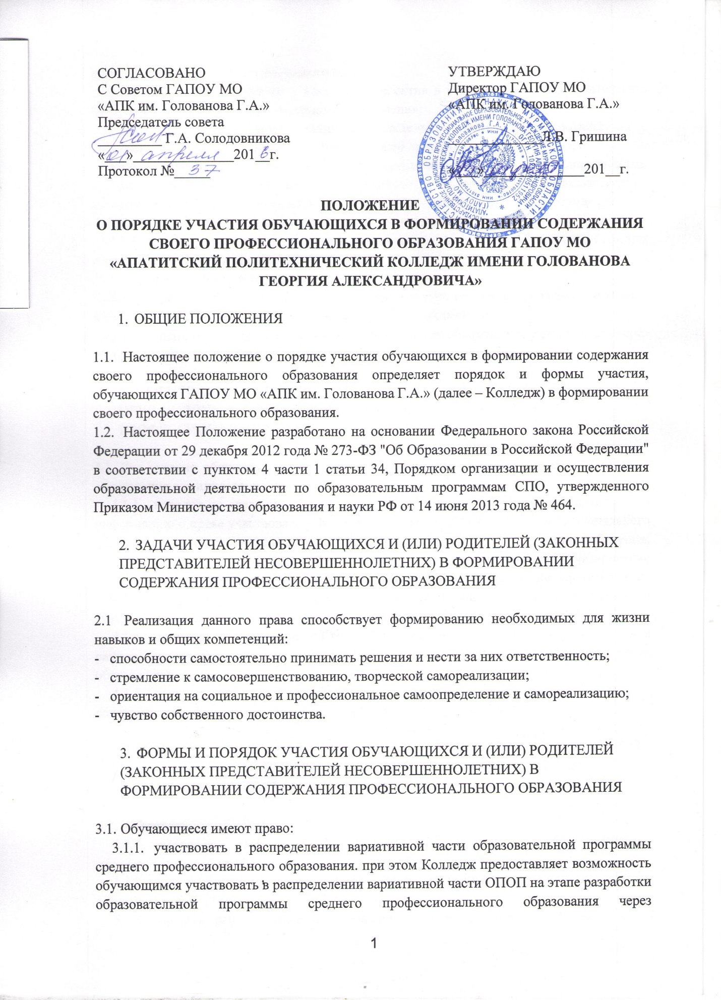 СОГЛАСОВАНО
С Советом ГАПОУ МО
«АПК им. Голованова Г.А.»
Председатель совета
_________ Г.А. Солодовникова
«01» апреля 2016 г.
Протокол № 37
УТВЕРЖДАЮ
Директор ГАПОУ МО
«АПК им. Голованова Г.А.»
Л.В. Гришина
«___»______________201__г.
ПОЛОЖЕНИЕ
О ПОРЯДКЕ УЧАСТИЯ ОБУЧАЮЩИХСЯ В ФОРМИРОВАНИИ СОДЕРЖАНИЯ
СВОЕГО ПРОФЕССИОНАЛЬНОГО ОБРАЗОВАНИЯ ГАПОУ МО
«АПАТИТСКИЙ ПОЛИТЕХНИЧЕСКИЙ КОЛЛЕДЖ ИМЕНИ ГОЛОВАНОВА
ГЕОРГИЯ АЛЕКСАНДРОВИЧА»
1. ОБЩИЕ ПОЛОЖЕНИЯ
1.1. Настоящее положение о порядке участия обучающихся в формировании содержания
своего профессионального образования определяет порядок и формы участия,
обучающихся ГАПОУ МО «АПК им. Голованова Г.А.» (далее – Колледж) в формировании
своего профессионального образования.
1.2. Настоящее Положение разработано на основании Федерального закона Российской
Федерации от 29 декабря 2012 года № 273-ФЗ "Об Образовании в Российской Федерации"
в соответствии с пунктом 4 части 1 статьи 34, Порядком организации и осуществления
образовательной деятельности по образовательным программам СПО, утвержденного
Приказом Министерства образования и науки РФ от 14 июня 2013 года № 464.
2. ЗАДАЧИ УЧАСТИЯ ОБУЧАЮЩИХСЯ И (ИЛИ) РОДИТЕЛЕЙ (ЗАКОННЫХ
ПРЕДСТАВИТЕЛЕЙ НЕСОВЕРШЕННОЛЕТНИХ) В ФОРМИРОВАНИИ
СОДЕРЖАНИЯ ПРОФЕССИОНАЛЬНОГО ОБРАЗОВАНИЯ
2.1 Реализация данного права способствует формированию необходимых для жизни
навыков и общих компетенций:
- способности самостоятельно принимать решения и нести за них ответственность;
- стремление к самосовершенствованию, творческой самореализации;
- ориентация на социальное и профессиональное самоопределение и самореализацию;
- чувство собственного достоинства.
3. ФОРМЫ И ПОРЯДОК УЧАСТИЯ ОБУЧАЮЩИХСЯ И (ИЛИ) РОДИТЕЛЕЙ
(ЗАКОННЫХ ПРЕДСТАВИТЕЛЕЙ НЕСОВЕРШЕННОЛЕТНИХ) В
ФОРМИРОВАНИИ СОДЕРЖАНИЯ ПРОФЕССИОНАЛЬНОГО ОБРАЗОВАНИЯ
3.1. Обучающиеся имеют право:
3.1.1. участвовать в распределении вариативной части образовательной программы
среднего профессионального образования. при этом Колледж предоставляет возможность
обучающимся участвовать в распределении вариативной части ОПОП на этапе разработки
образовательной программы среднего профессионального образования через
1